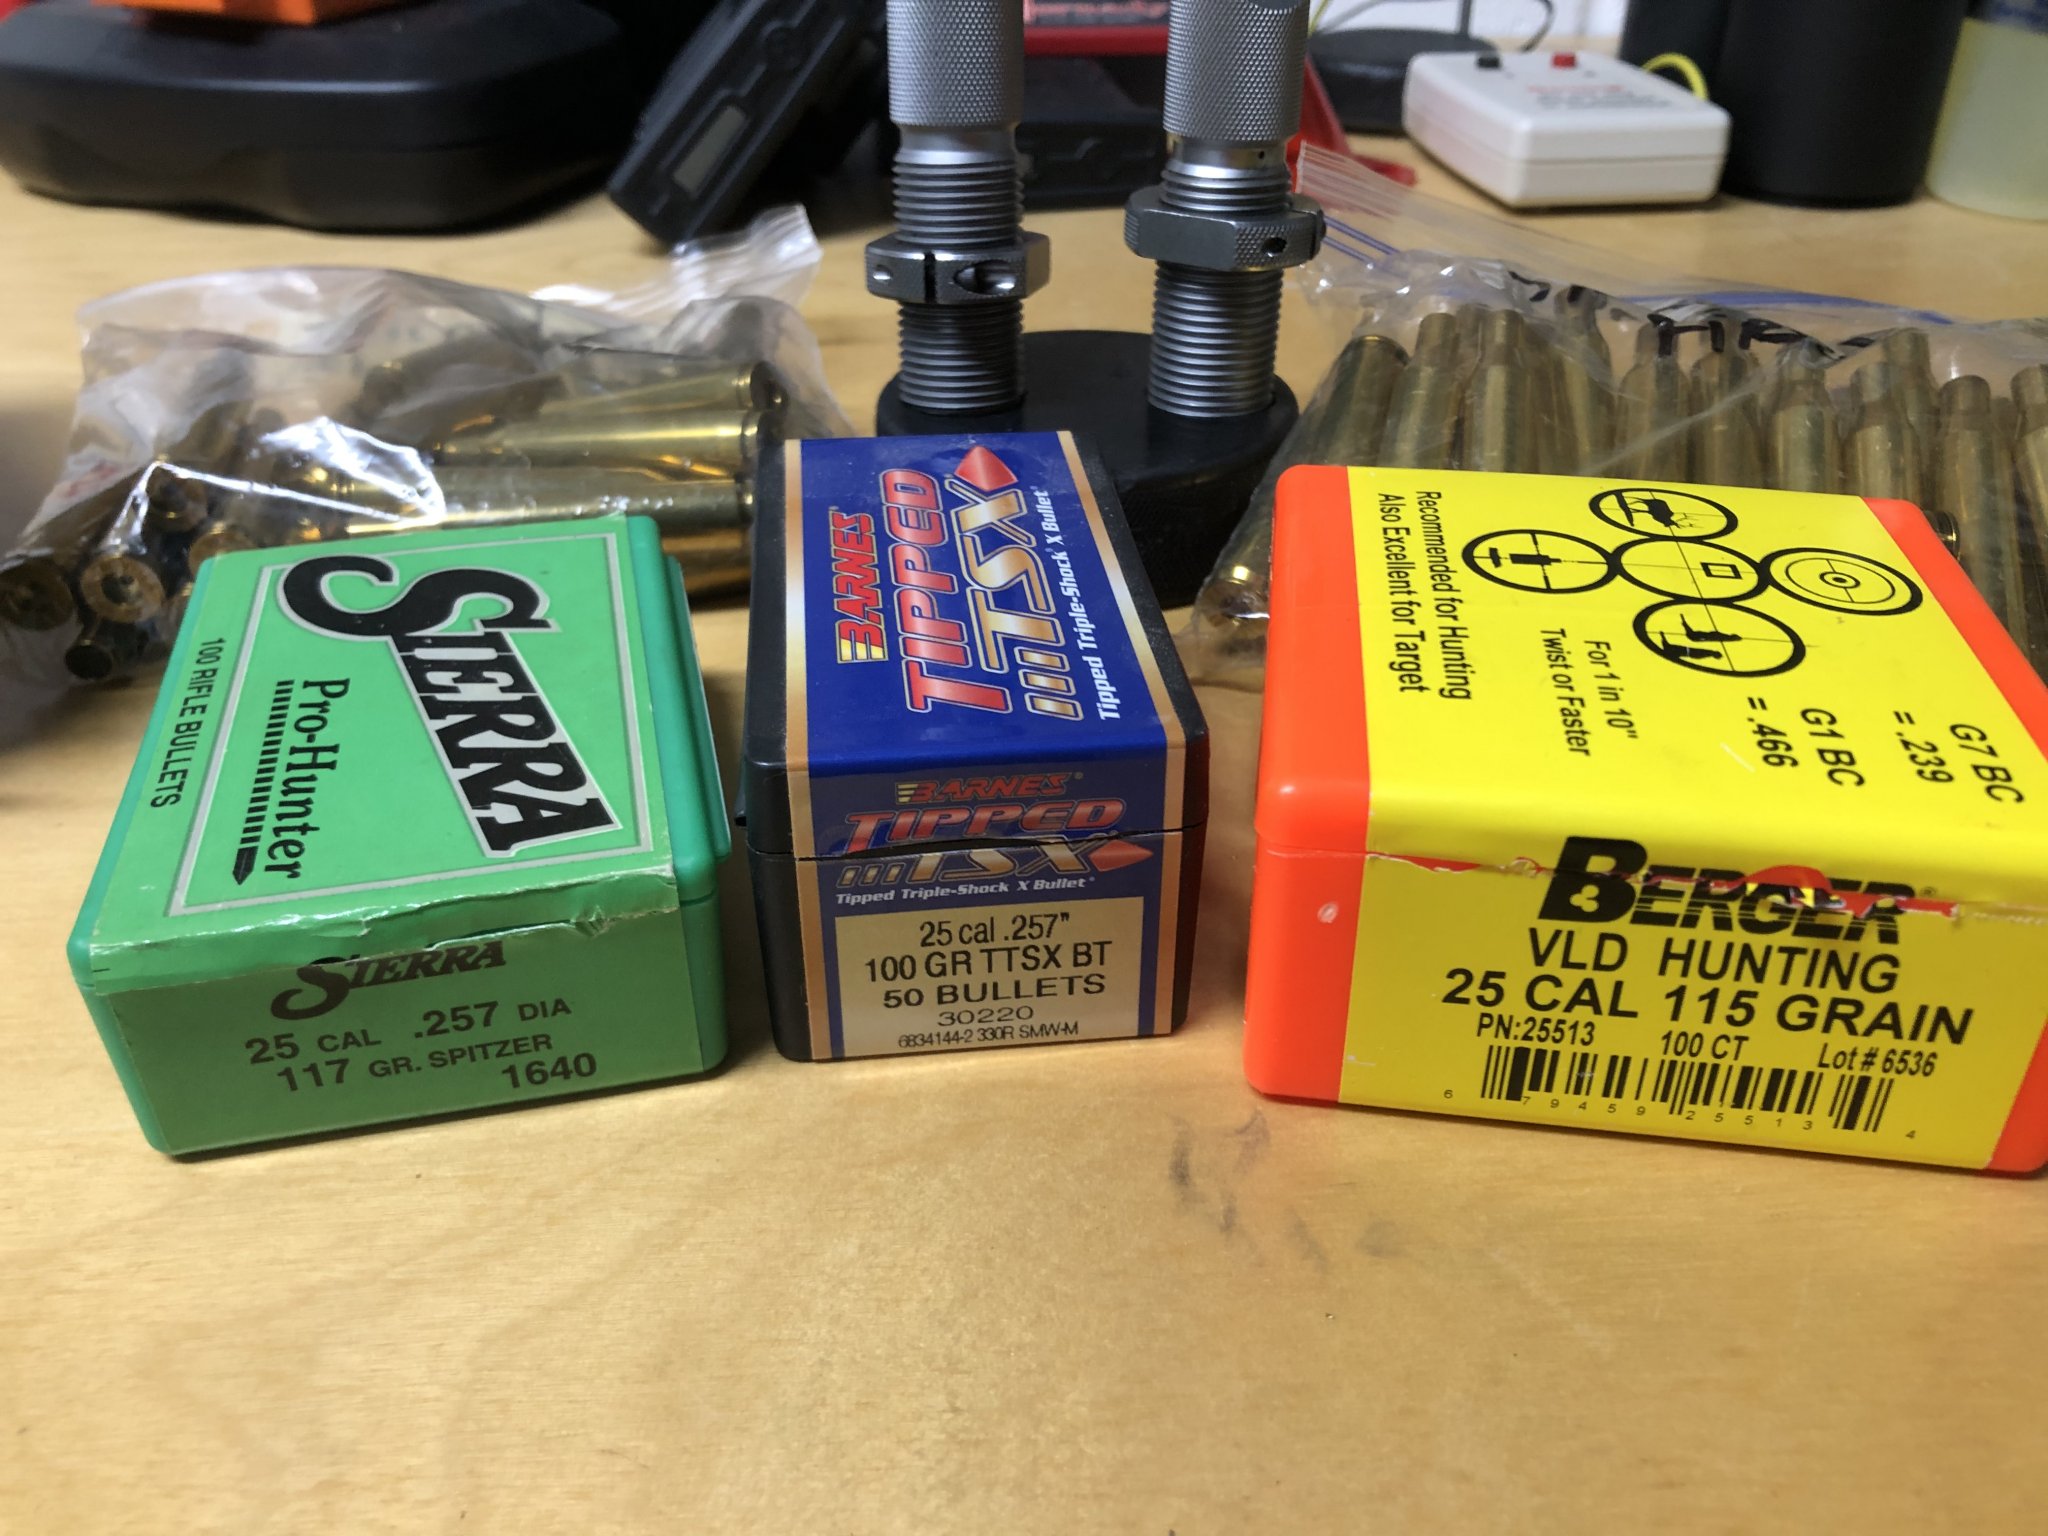 SIERRA
Pro-Hunter
100 RIFLE BULLETS
SIERRA
25 CAL .257 DIA
117 GR. SPITZER
1640
BARNES®
TIPPED
TSX
Tipped Triple-Shock® X Bullet®
BARNES®
TIPPED
TSX
Tipped Triple-Shock X Bullet®
25 cal .257"
100 GR TTSX BT
50 BULLETS
30220
6834144-2 330R SMW-M
Recommended for Hunting
Also Excellent for Target
For 1 in 10"
Twist or Faster
G7 BC
= .239
G1 BC
= .466
BERGER®
VLD HUNTING
25 CAL 115 GRAIN
PN:25513 100 CT Lot # 6536
6 79459 25513 4